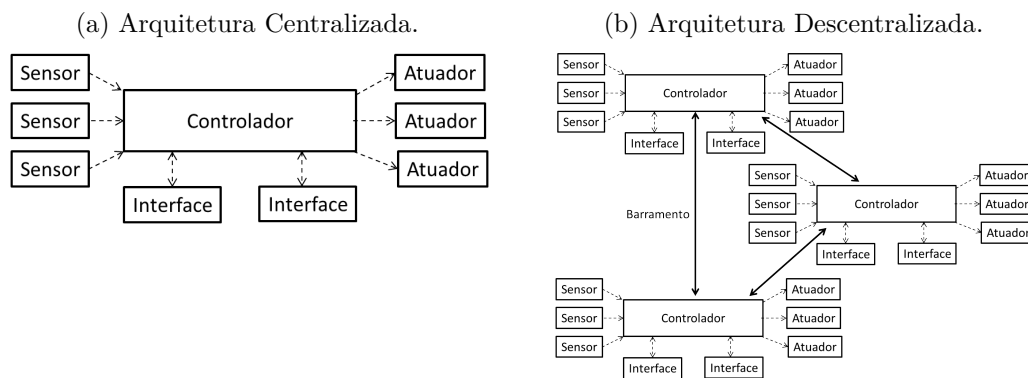 (a) Arquitetura Centralizada.
Sensor
Sensor
Sensor
Controlador
Atuador
Atuador
Atuador
Interface
Interface
(b) Arquitetura Descentralizada.
Sensor
Sensor
Sensor
Controlador
Atuador
Atuador
Atuador
Interface
Interface
Barramento
Sensor
Sensor
Sensor
Controlador
Atuador
Atuador
Atuador
Interface
Interface
Sensor
Sensor
Sensor
Controlador
Atuador
Atuador
Atuador
Interface
Interface